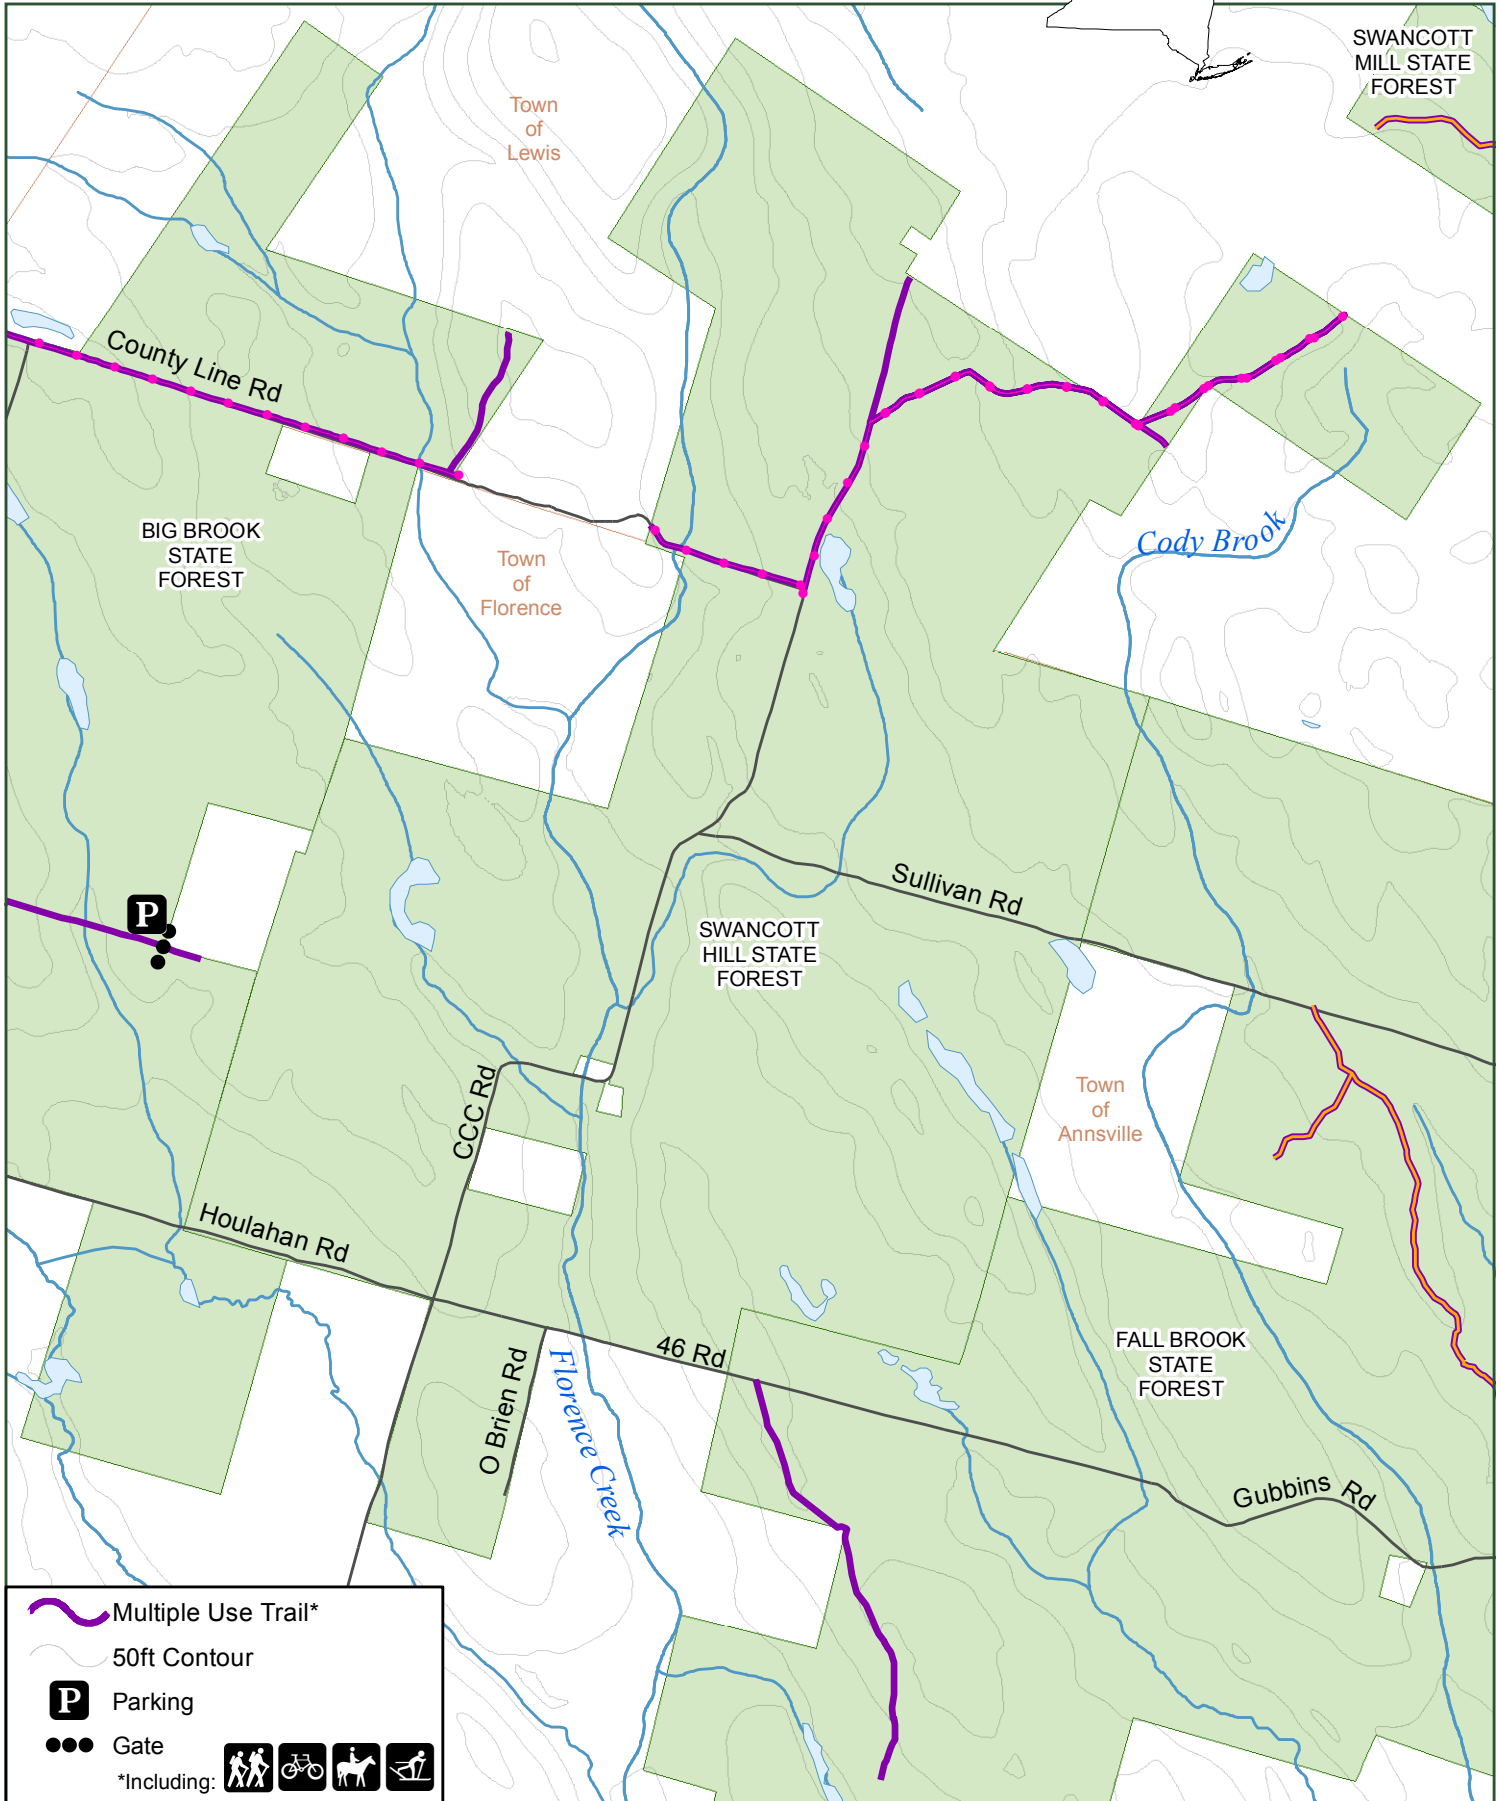 SWANCOTT
MILL STATE
FOREST
Town
of
Lewis
County Line Rd
BIG BROOK
STATE
FOREST
Town
of
Florence
Cody Brook
P
Sullivan Rd
SWANCOTT
HILL STATE
FOREST
CCC Rd
Town
of
Annsville
Houlahan Rd
46 Rd
O Brien Rd
Florence Creek
FALL BROOK
STATE
FOREST
Gubbins Rd
Multiple Use Trail*
50ft Contour
P Parking
Gate
*Including: